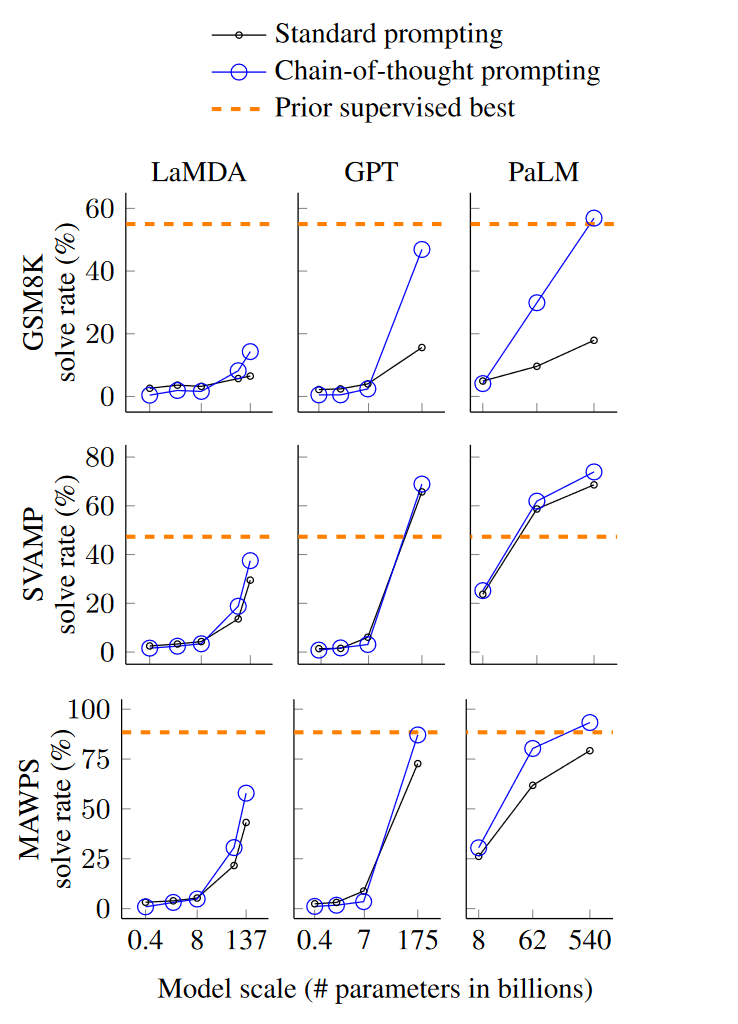 Standard prompting
Chain-of-thought prompting
Prior supervised best
LaMDA GPT PaLM
GSM8K
solve rate (%)
60
40
20
0
SVAMP
solve rate (%)
80
60
40
20
0
MAWPS
solve rate (%)
100
75
50
25
0
0.4 8 137 0.4 7 175 8 62 540
Model scale (# parameters in billions)